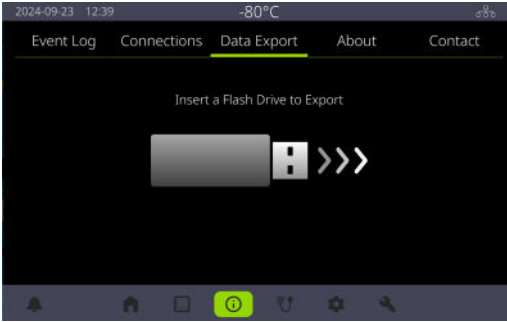 2024-09-23 12:39 -80°C
Event Log Connections Data Export About Contact
Insert a Flash Drive to Export